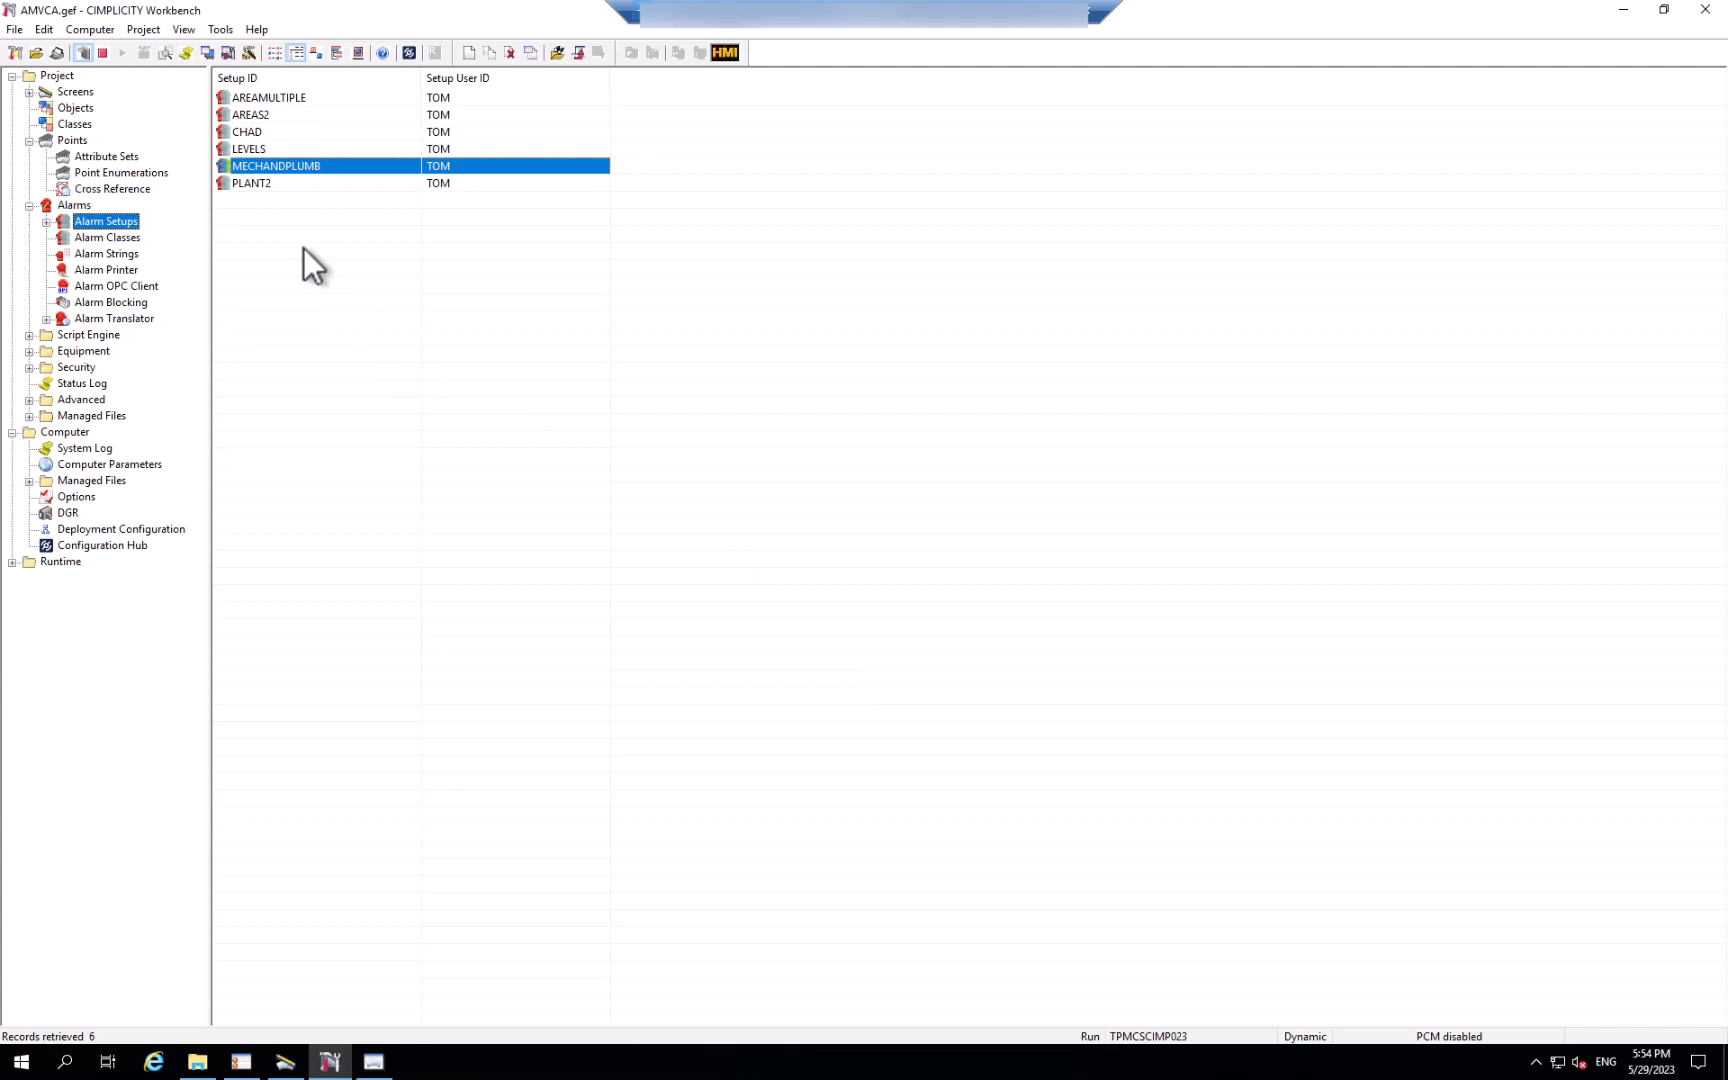 AMVCA.gef - CIMPLICITY Workbench
File Edit Computer Project View Tools Help
HMI
Project
Screens
Objects
Classes
Points
Attribute Sets
Point Enumerations
Cross Reference
Alarms
Alarm Setups
Alarm Classes
Alarm Strings
Alarm Printer
Alarm OPC Client
Alarm Blocking
Alarm Translator
Script Engine
Equipment
Security
Status Log
Advanced
Managed Files
Computer
System Log
Computer Parameters
Managed Files
Options
DGR
Deployment Configuration
Configuration Hub
Runtime
Setup ID Setup User ID
AREAMULTIPLE TOM
AREAS2 TOM
CHAD TOM
LEVELS TOM
MECHANDPLUMB TOM
PLANT2 TOM
Records retrieved 6 Run TPMCSCIMP023 Dynamic PCM disabled
ENG
5:54 PM
5/29/2023